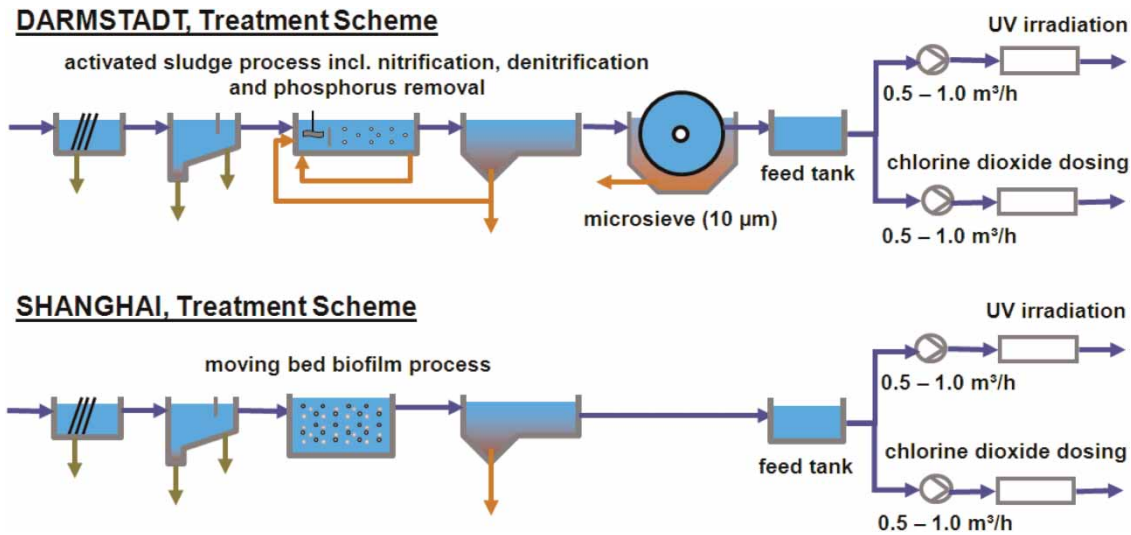 DARMSTADT, Treatment Scheme
UV irradiation
activated sludge process incl. nitrification, denitrification
and phosphorus removal
0.5 – 1.0 m³/h
chlorine dioxide dosing
feed tank
microsieve (10 µm)
0.5 – 1.0 m³/h
SHANGHAI, Treatment Scheme
UV irradiation
moving bed biofilm process
0.5 – 1.0 m³/h
chlorine dioxide dosing
feed tank
0.5 – 1.0 m³/h